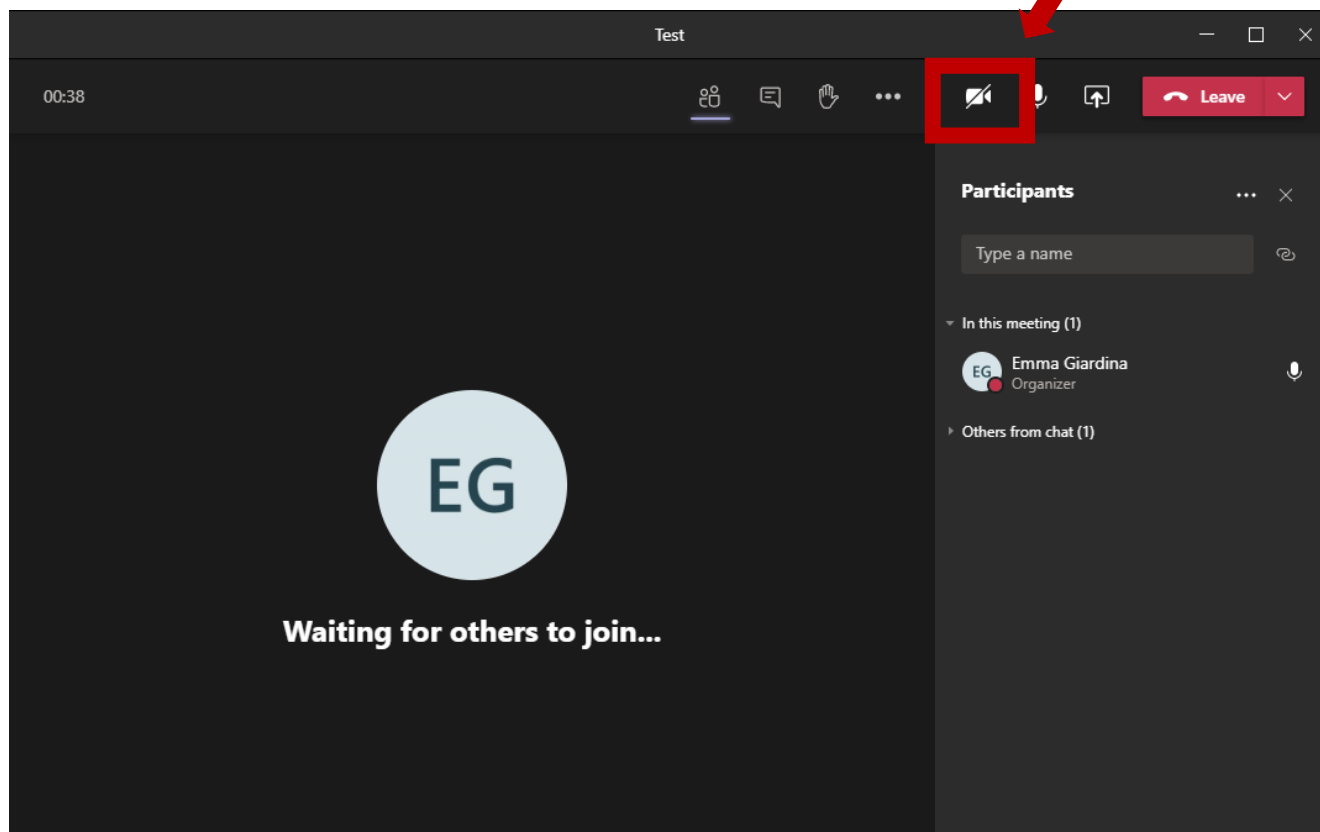 Test
00:38
Leave
Participants
Type a name
In this meeting (1)
EG
Emma Giardina
Organizer
Others from chat (1)
EG
Waiting for others to join...